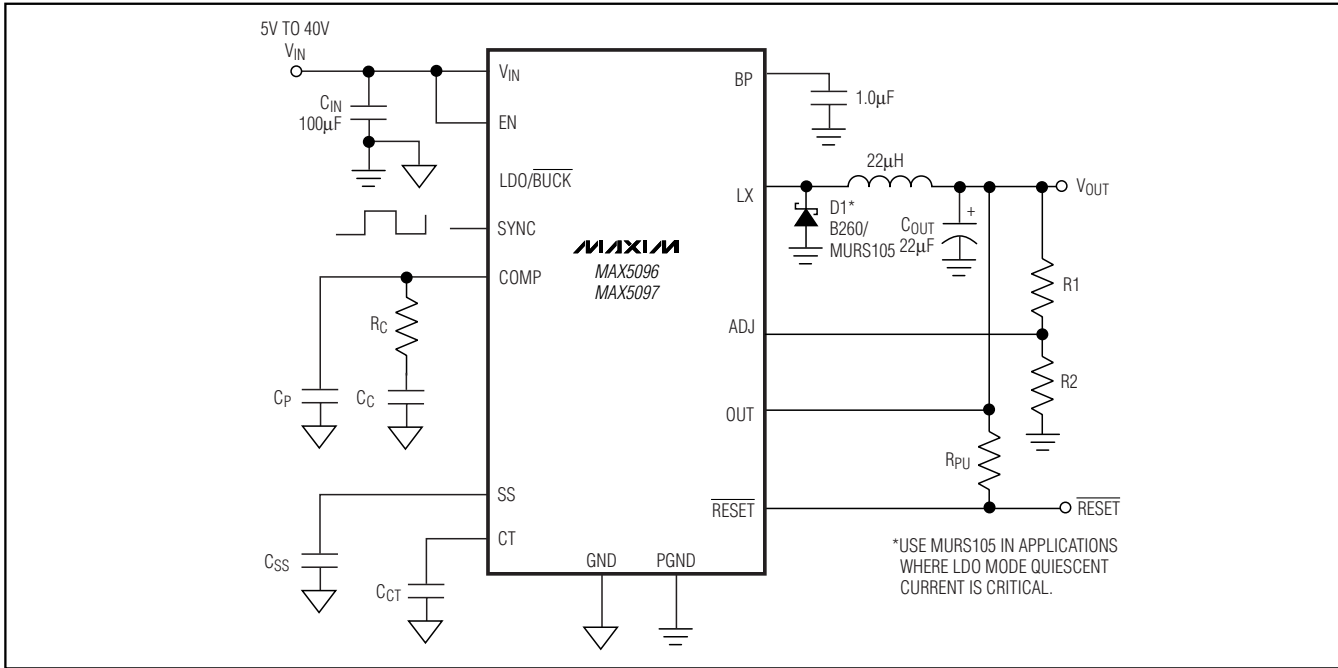 5V TO 40V
VIN
CIN
100µF
VIN
EN
LDO/BUCK
SYNC
COMP
RC
CP
CC
SS
CSS
CT
CCT
GND
PGND
MAXIM
MAX5096
MAX5097
BP
1.0µF
LX
22µH
VOUT
D1*
B260/
MURS105
COUT
+
22µF
R1
ADJ
R2
OUT
RPU
RESET
RESET
*USE MURS105 IN APPLICATIONS
WHERE LDO MODE QUIESCENT
CURRENT IS CRITICAL.